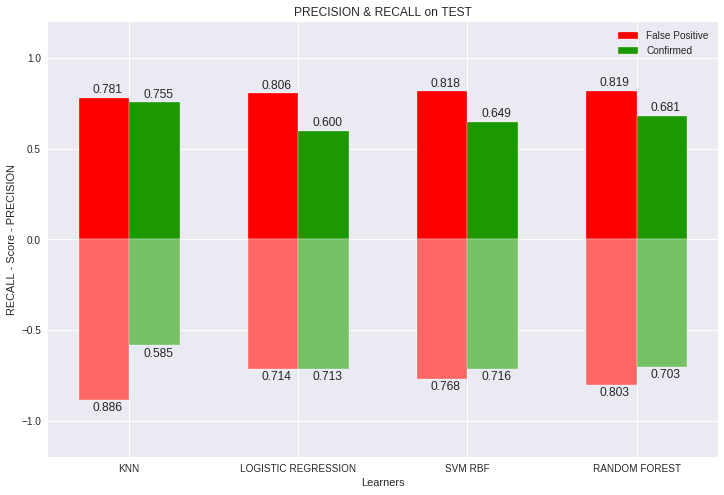 PRECISION & RECALL on TEST
False Positive
Confirmed
1.0
0.5
0.0
−0.5
−1.0
RECALL - Score - PRECISION
0.781
0.755
0.806
0.600
0.818
0.649
0.819
0.681
0.886
0.585
0.714
0.713
0.768
0.716
0.803
0.703
KNN
LOGISTIC REGRESSION
SVM RBF
RANDOM FOREST
Learners